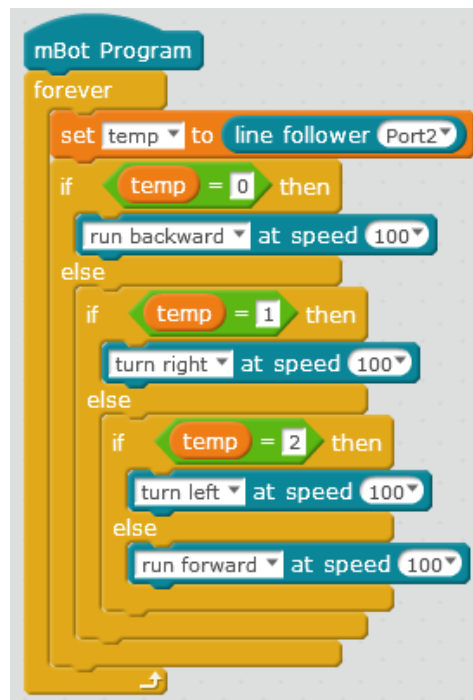 mBot Program
forever
set temp to line follower Port2
if temp = 0 then
run backward at speed 100
else
if temp = 1 then
turn right at speed 100
else
if temp = 2 then
turn left at speed 100
else
run forward at speed 100